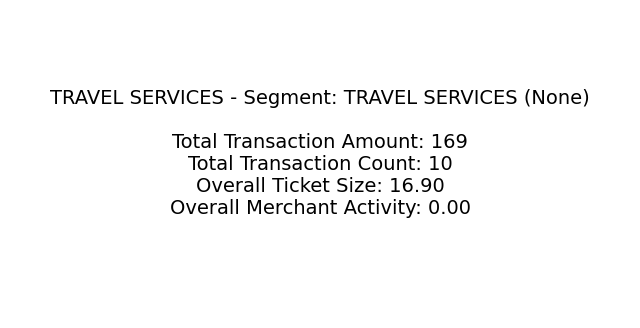 TRAVEL SERVICES - Segment: TRAVEL SERVICES (None)
Total Transaction Amount: 169
Total Transaction Count: 10
Overall Ticket Size: 16.90
Overall Merchant Activity: 0.00